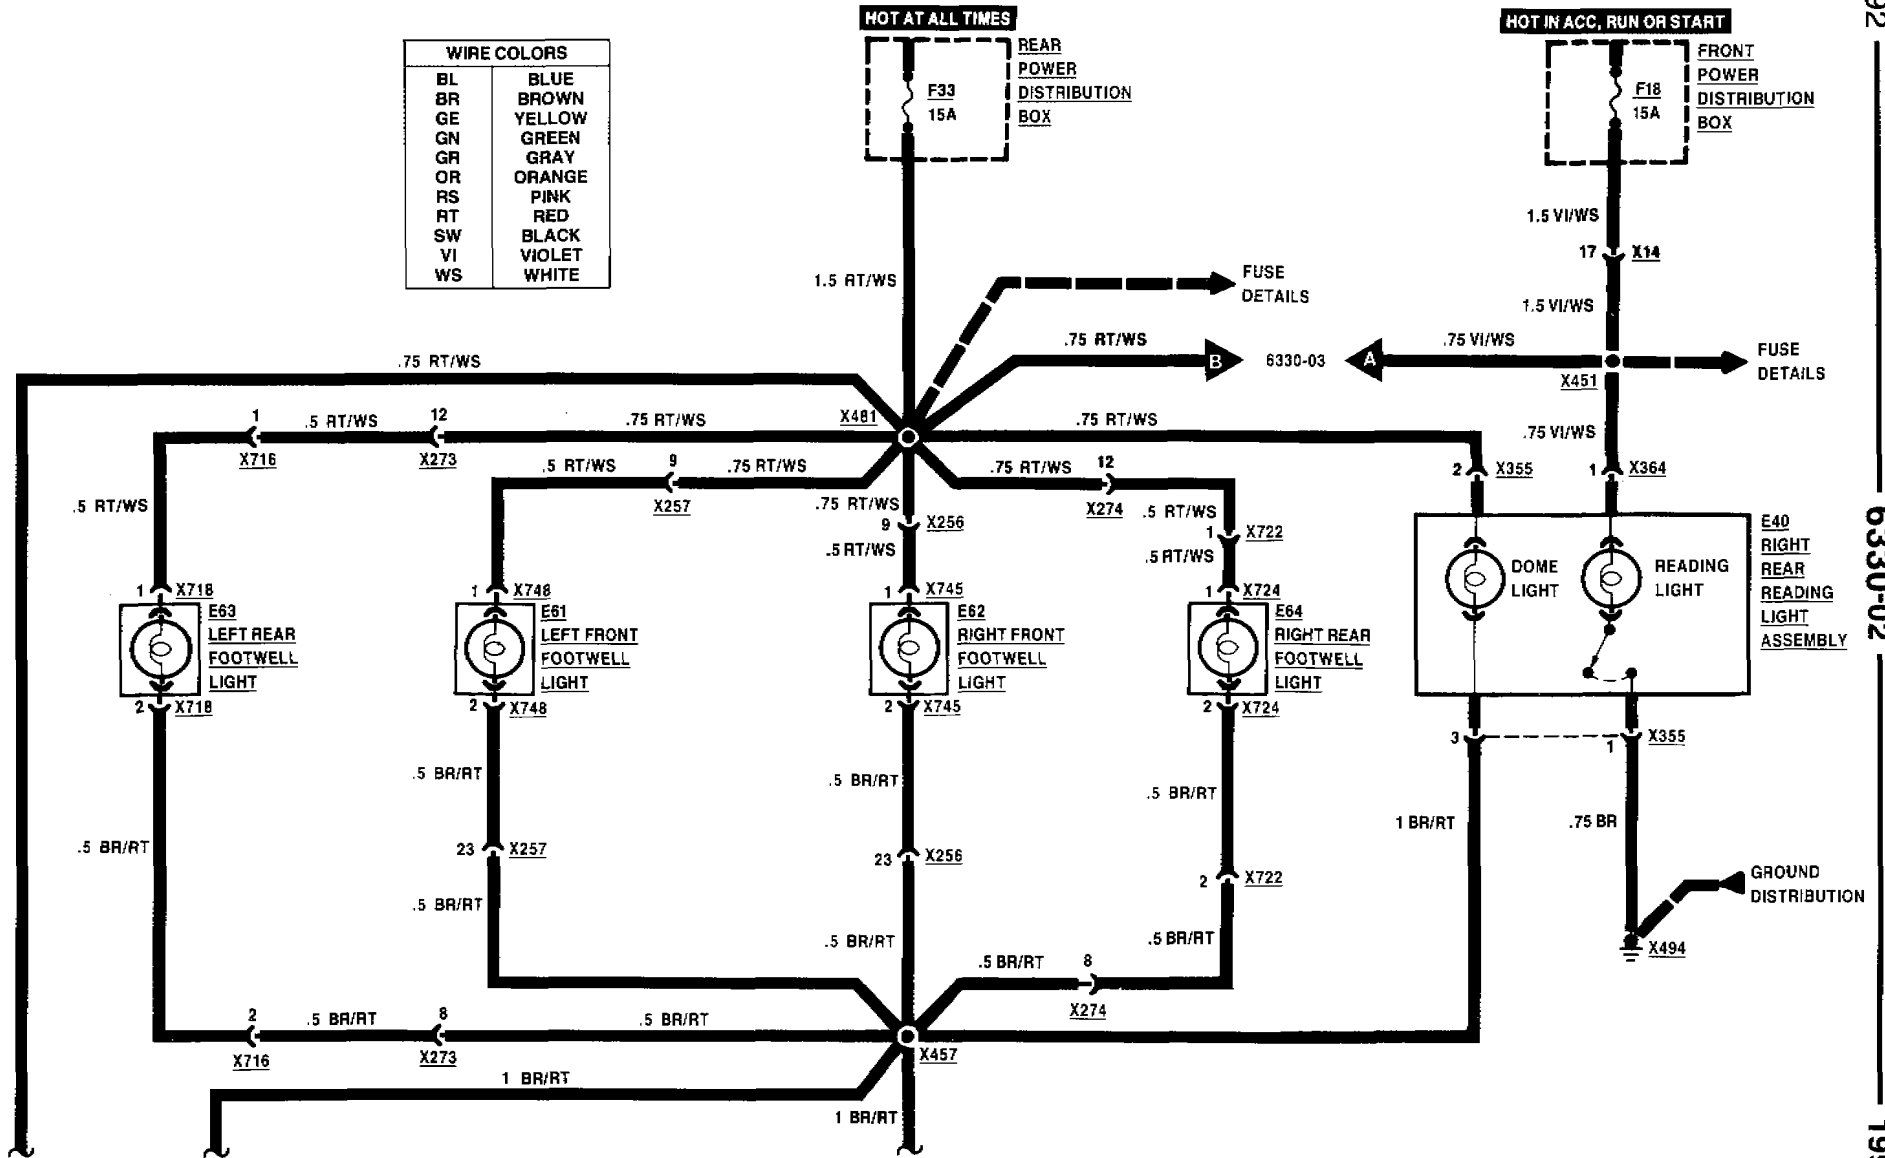 HOT AT ALL TIMES
HOT IN ACC, RUN OR START
92
WIRE COLORS
BL BLUE
BR BROWN
GE YELLOW
GN GREEN
GR GRAY
OR ORANGE
RS PINK
RT RED
SW BLACK
VI VIOLET
WS WHITE
F33
15A
REAR
POWER
DISTRIBUTION
BOX
F18
15A
FRONT
POWER
DISTRIBUTION
BOX
1.5 VI/WS
17 X14
1.5 RT/WS
FUSE
DETAILS
1.5 VI/WS
.75 RT/WS
.75 RT/WS
B 6330-03 A
.75 VI/WS
FUSE
DETAILS
X451
1 .5 RT/WS 12 .75 RT/WS X481 .75 RT/WS
X716 X273
.75 VI/WS
.5 RT/WS 9 .75 RT/WS
X257
.75 RT/WS 12
X274
2 X355
1 X364
.5 RT/WS
.75 RT/WS
9 X256
.5 RT/WS
.5 RT/WS
1 X722
.5 RT/WS
1 X718
E63
LEFT REAR
FOOTWELL
LIGHT
2 X718
1 X748
E61
LEFT FRONT
FOOTWELL
LIGHT
2 X748
1 X745
E62
RIGHT FRONT
FOOTWELL
LIGHT
2 X745
1 X724
E64
RIGHT REAR
FOOTWELL
LIGHT
2 X724
DOME
LIGHT
READING
LIGHT
E40
RIGHT
REAR
READING
LIGHT
ASSEMBLY
6330-02
3 1 X355
.5 BR/RT
.5 BR/RT
.5 BR/RT
.5 BR/RT
1 BR/RT
.75 BR
23 X257
23 X256
2 X722
GROUND
DISTRIBUTION
.5 BR/RT
.5 BR/RT
.5 BR/RT
X494
.5 BR/RT 8
X274
2 .5 BR/RT 8 .5 BR/RT
X716 X273 X457
1 BR/RT
1 BR/RT
199